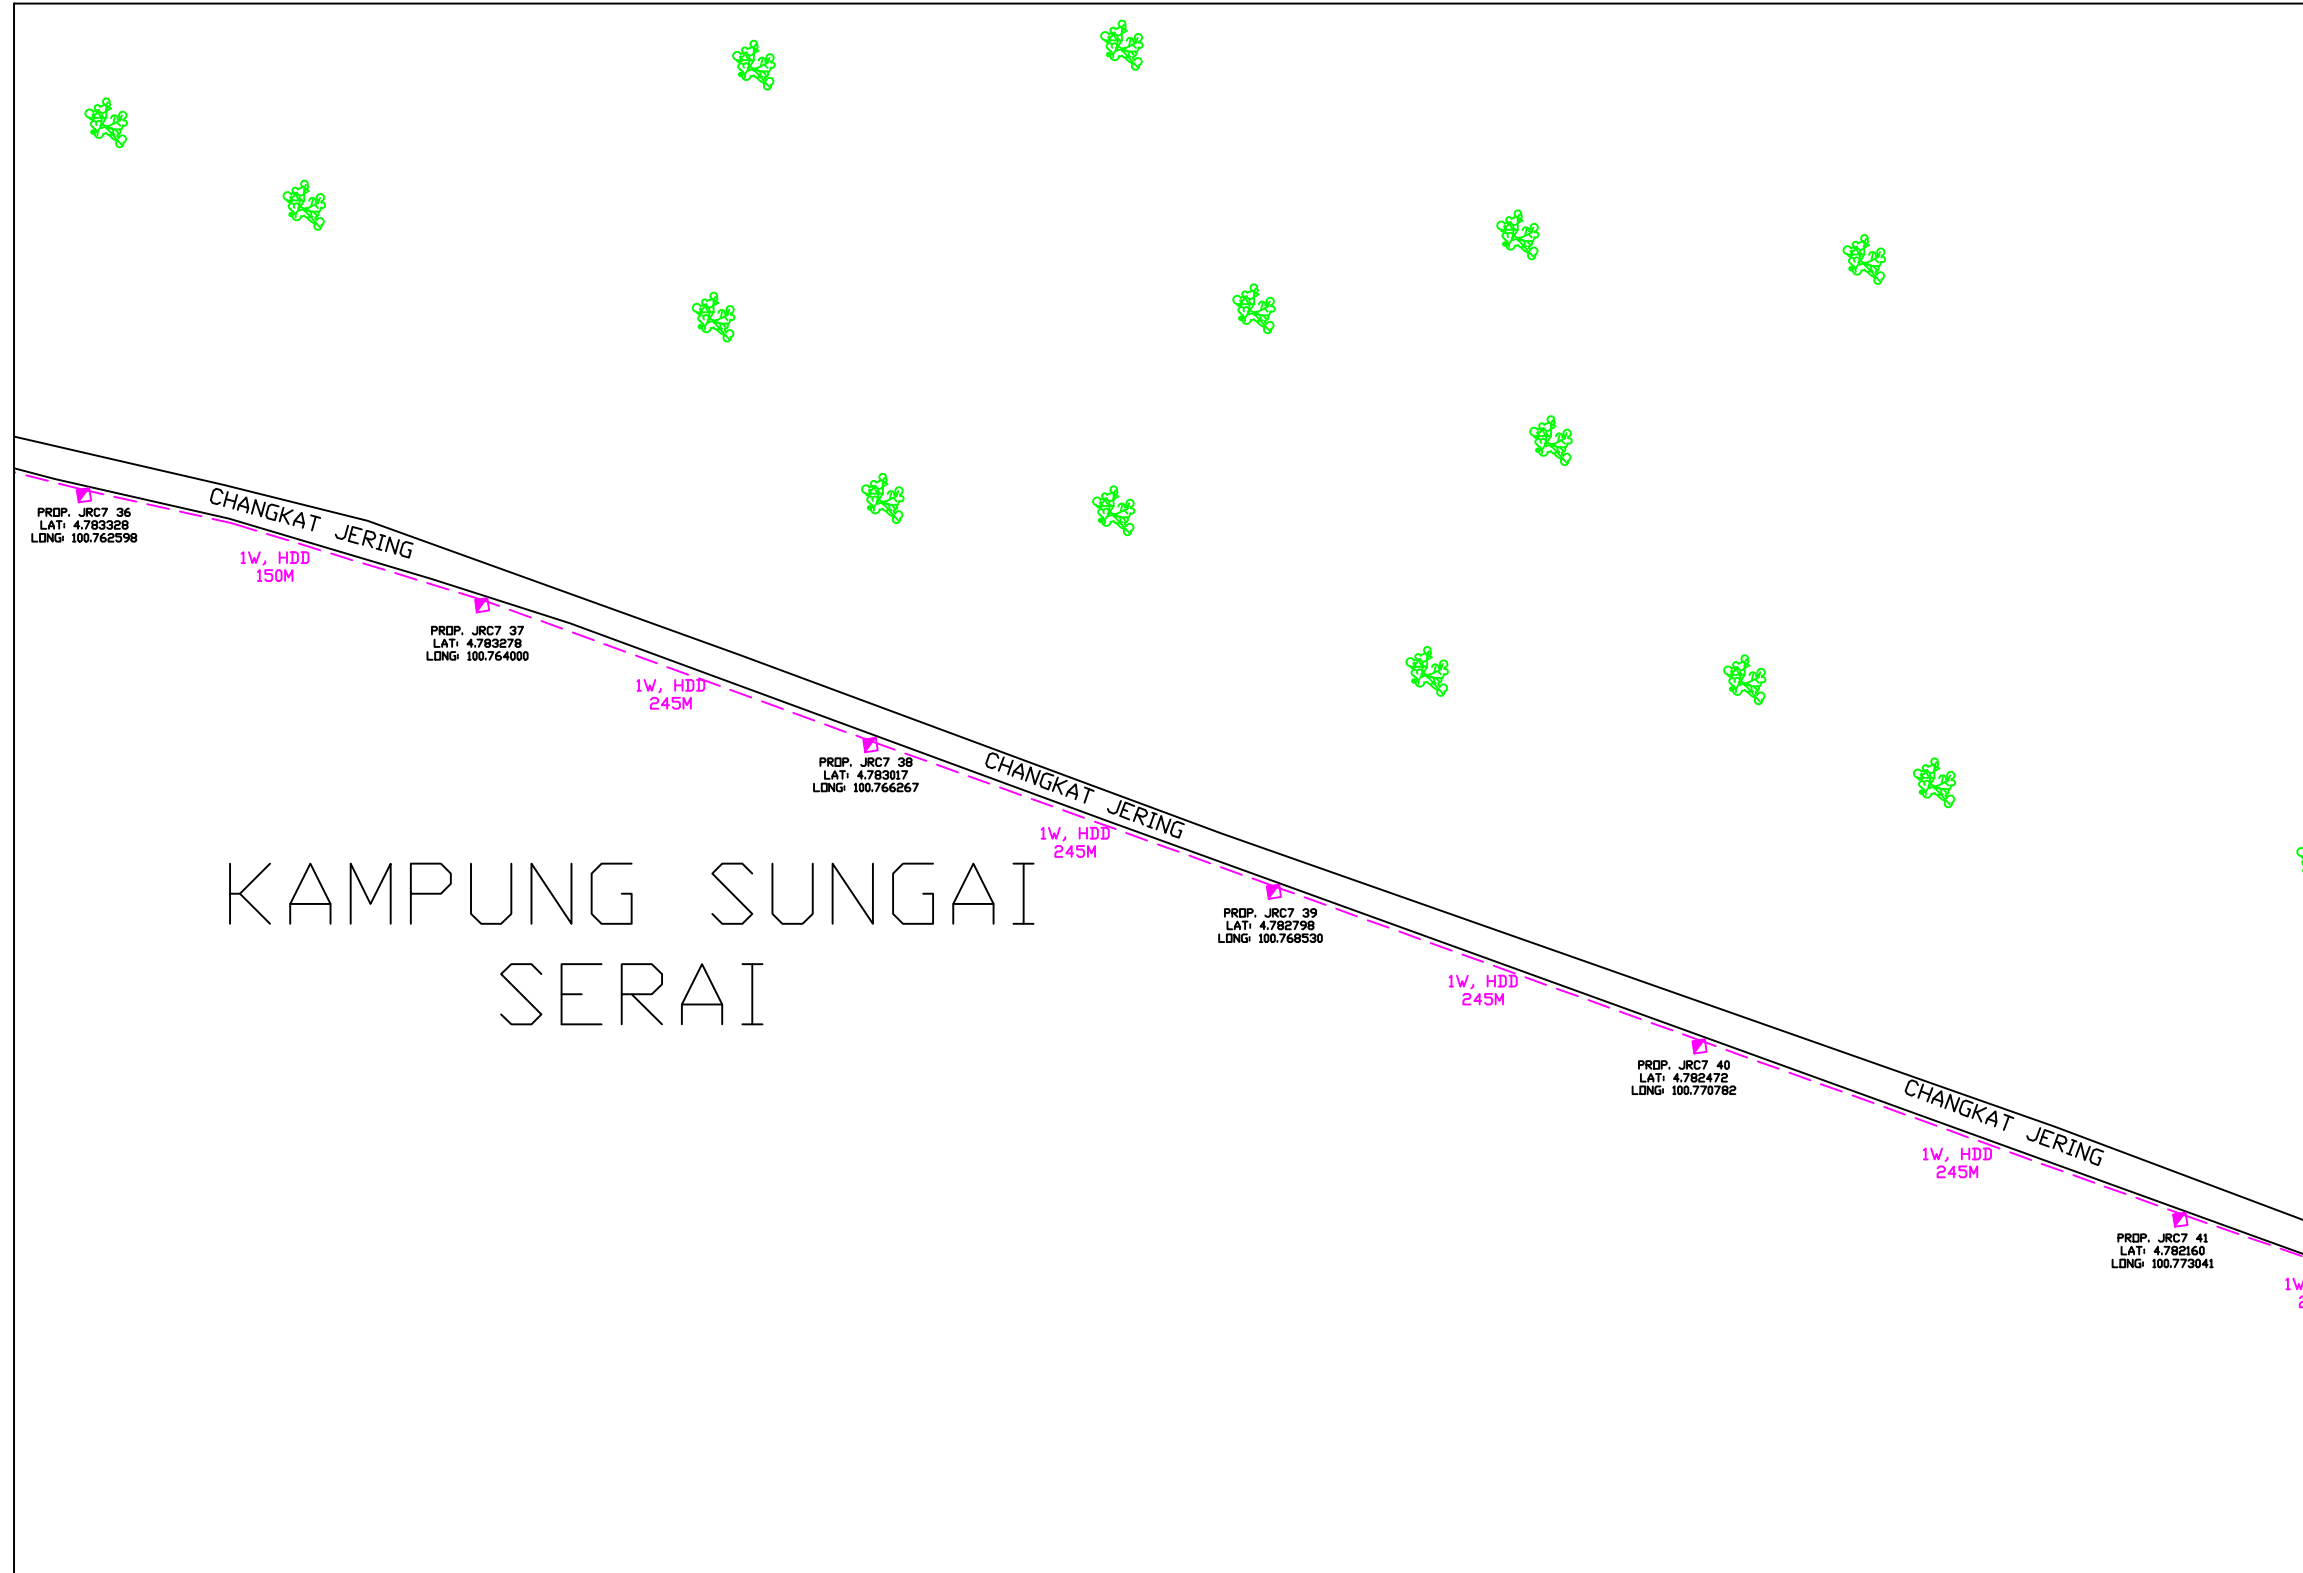 CHANGKAT JERING
PROP. JRC7 36
LAT: 4.783328
LONG: 100.762598
1W, HDD
150M
PROP. JRC7 37
LAT: 4.783278
LONG: 100.764000
1W, HDD
245M
PROP. JRC7 38
LAT: 4.783017
LONG: 100.766267
CHANGKAT JERING
1W, HDD
245M
KAMPUNG SUNGAI
SERAI
PROP. JRC7 39
LAT: 4.782798
LONG: 100.768530
1W, HDD
245M
PROP. JRC7 40
LAT: 4.782472
LONG: 100.770782
CHANGKAT JERING
1W, HDD
245M
PROP. JRC7 41
LAT: 4.782160
LONG: 100.773041
1W